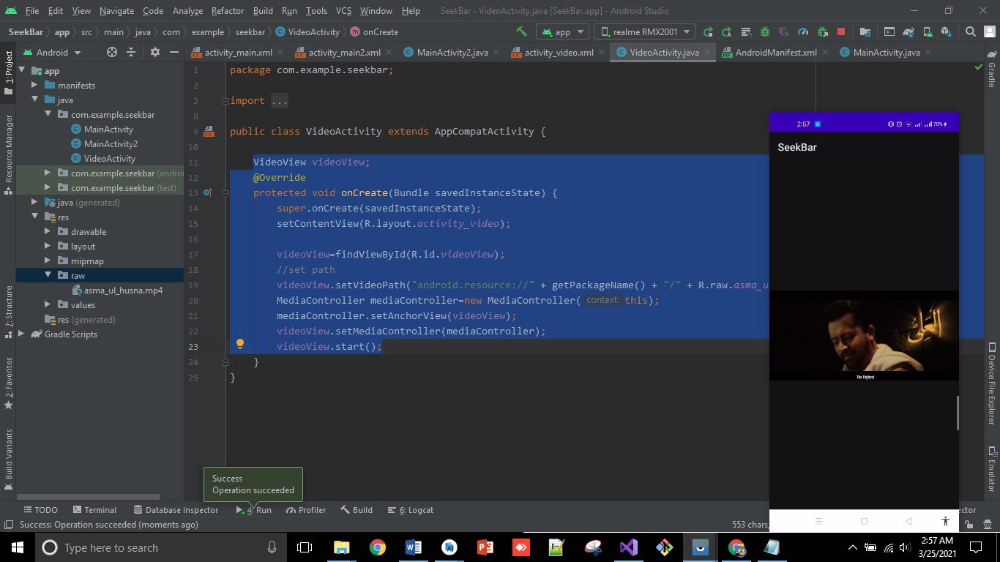 File Edit View Navigate Code Analyze Refactor Build Run Tools VCS Window Help SeekBar - VideoActivity.java [SeekBar.app] - Android Studio
SeekBar app src main java com example seekbar VideoActivity onCreate app realme RMX2001
1: Project
Resource Manager
7: Structure
2: Favorites
Build Variants
Android
app
manifests
java
com.example.seekbar
MainActivity
MainActivity2
VideoActivity
com.example.seekbar (androi
com.example.seekbar (test)
java (generated)
res
drawable
layout
mipmap
raw
asma_ul_husna.mp4
values
res (generated)
Gradle Scripts
activity_main.xml activity_main2.xml MainActivity2.java activity_video.xml VideoActivity.java AndroidManifest.xml MainActivity.java
1 package com.example.seekbar;
2
3 import ...
8
9 public class VideoActivity extends AppCompatActivity {
10
11 VideoView videoView;
12 @Override
13 protected void onCreate(Bundle savedInstanceState) {
14 super.onCreate(savedInstanceState);
15 setContentView(R.layout.activity_video);
16
17 videoView=findViewById(R.id.videoView);
18 //set path
19 videoView.setVideoPath("android.resource://" + getPackageName() + "/" + R.raw.asma_u
20 MediaController mediaController=new MediaController( context: this);
21 mediaController.setAnchorView(videoView);
22 videoView.setMediaController(mediaController);
23 videoView.start();
24 }
25 }
2:57 70%
SeekBar
The Highest
Gradle
Device File Explorer
Emulator
Success
Operation succeeded
TODO Terminal Database Inspector 4: Run Profiler Build 6: Logcat ector
Success: Operation succeeded (moments ago) 553 chars,
Type here to search
2:57 AM
3/25/2021